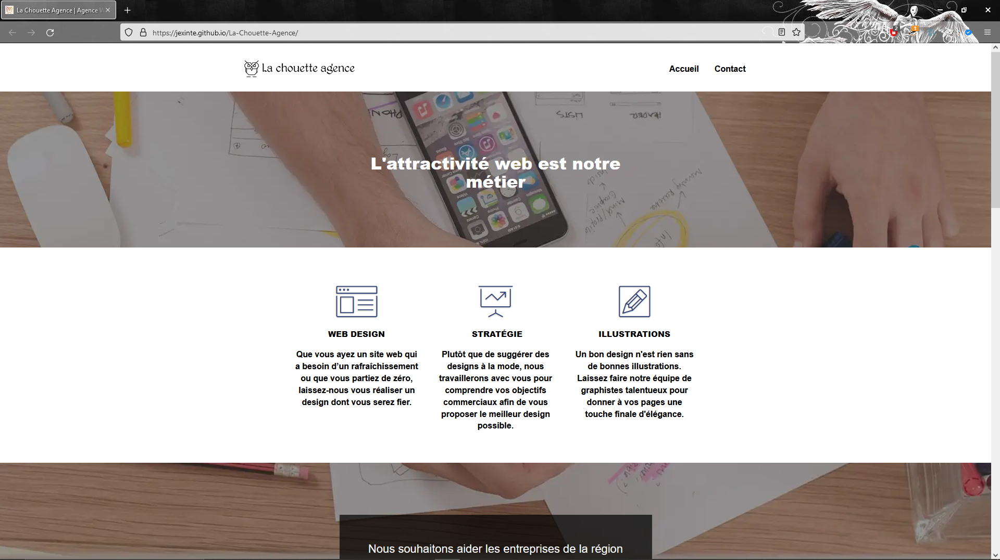 La Chouette Agence | Agence W
https://jexinte.github.io/La-Chouette-Agence/
2
1
La chouette agence
Accueil
Contact
PHON
LISTS
HEADER
L'attractivité web est notre
métier
WEB DESIGN
Que vous ayez un site web qui
a besoin d’un rafraîchissement
ou que vous partiez de zéro,
laissez-nous vous réaliser un
design dont vous serez fier.
STRATÉGIE
Plutôt que de suggérer des
designs à la mode, nous
travaillerons avec vous pour
comprendre vos objectifs
commerciaux afin de vous
proposer le meilleur design
possible.
ILLUSTRATIONS
Un bon design n'est rien sans
de bonnes illustrations.
Laissez faire notre équipe de
graphistes talentueux pour
donner à vos pages une
touche finale d'élégance.
Nous souhaitons aider les entreprises de la région